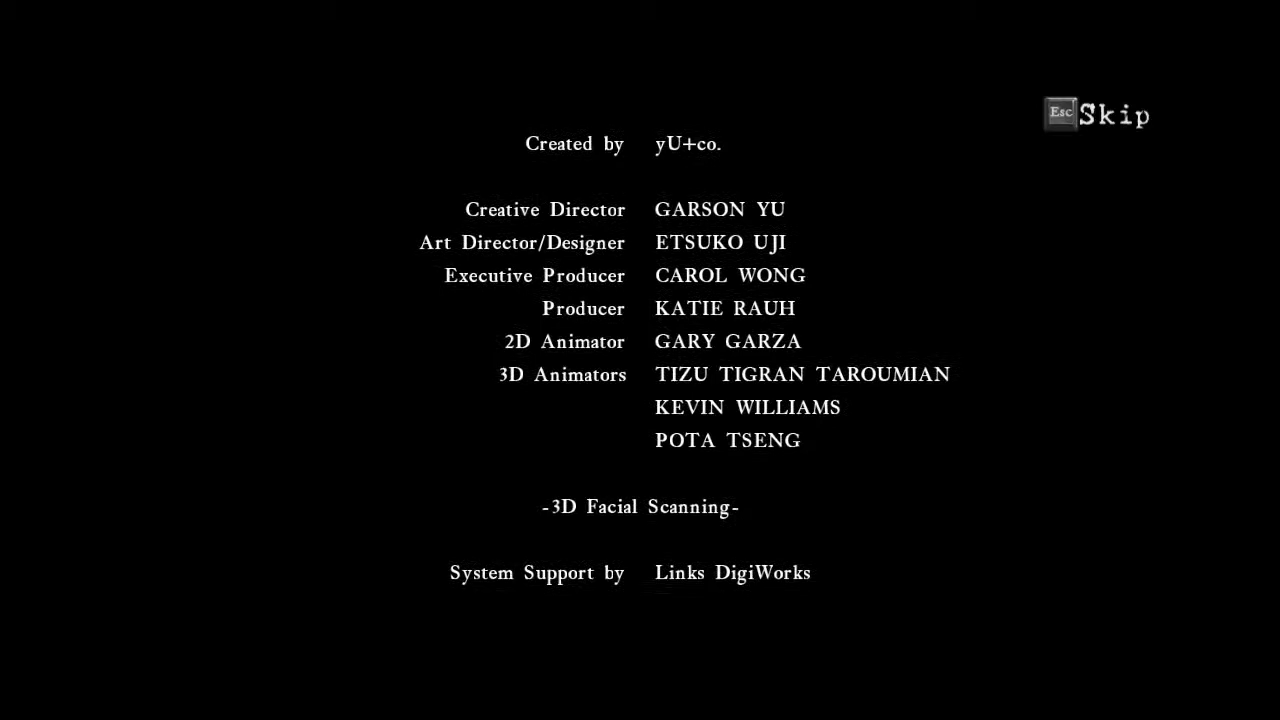 Esc Skip
Created by yU+co.
Creative Director GARSON YU
Art Director/Designer ETSUKO UJI
Executive Producer CAROL WONG
Producer KATIE RAUH
2D Animator GARY GARZA
3D Animators TIZU TIGRAN TAROUMIAN
KEVIN WILLIAMS
POTA TSENG
-3D Facial Scanning-
System Support by Links DigiWorks